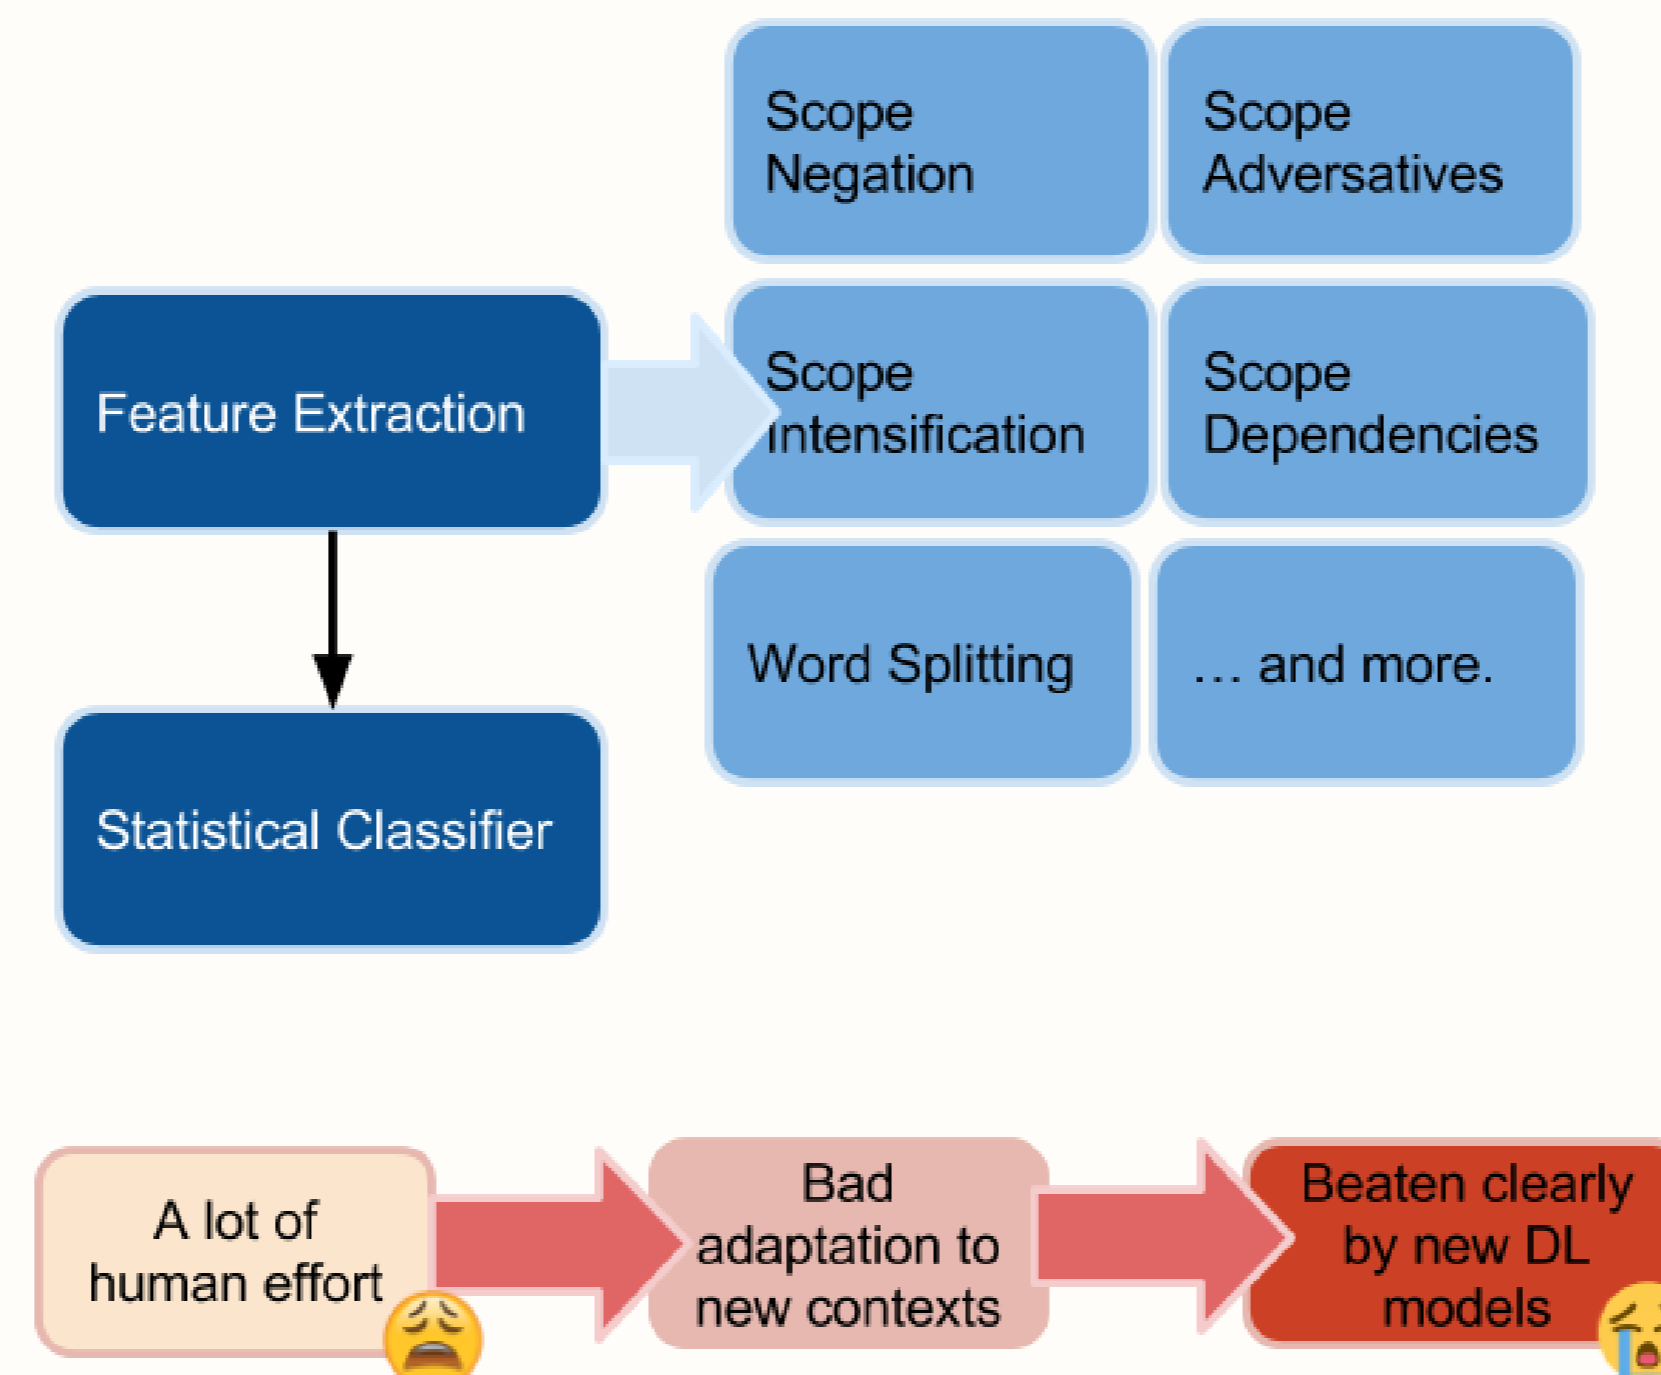 Scope
Negation
Scope
Adversatives
Feature Extraction
Scope
Intensification
Scope
Dependencies
Word Splitting
... and more.
Statistical Classifier
A lot of
human effort
Bad
adaptation to
new contexts
Beaten clearly
by new DL
models